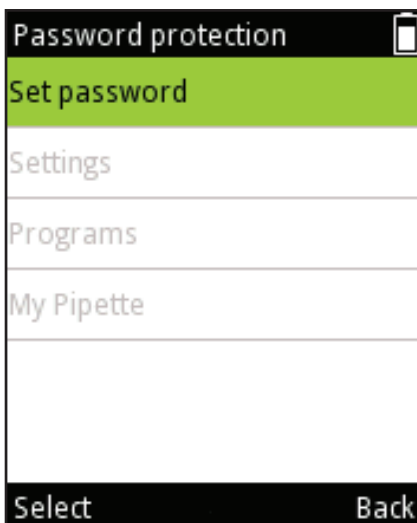 Password protection
Set password
Settings
Programs
My Pipette
Select Back